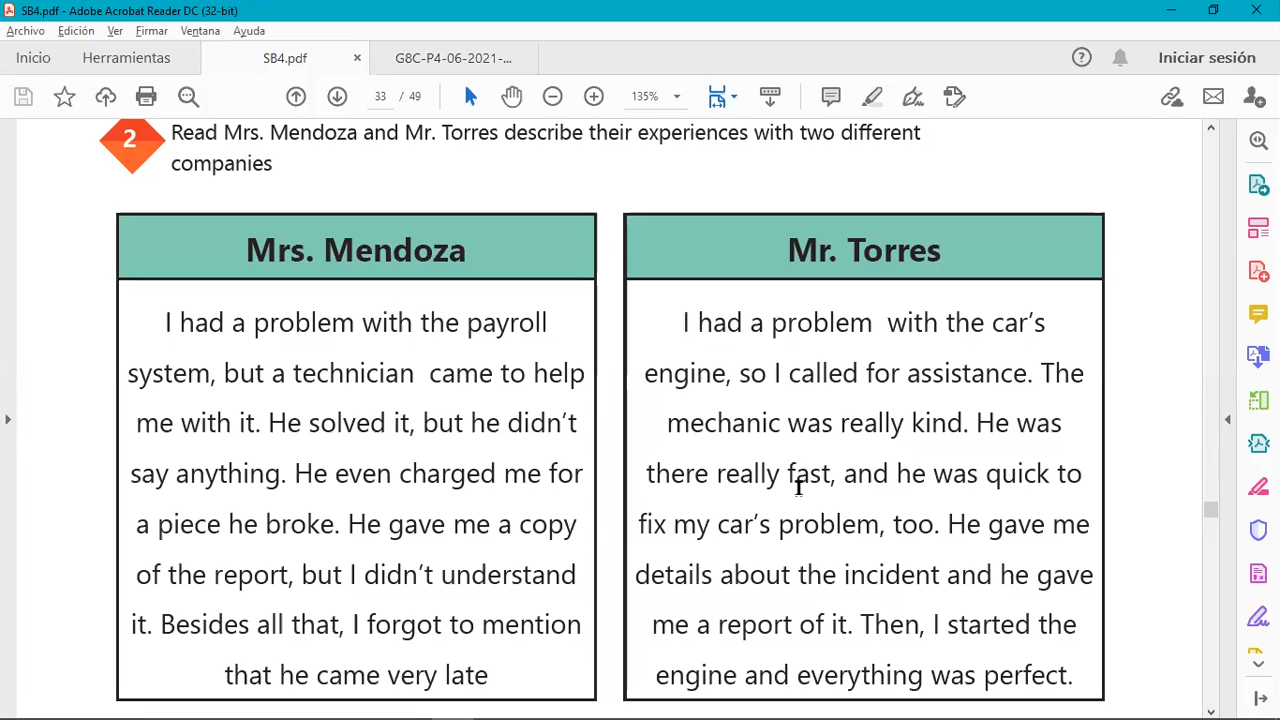 SB4.pdf - Adobe Acrobat Reader DC (32-bit)
Archivo Edición Ver Firmar Ventana Ayuda
Inicio Herramientas SB4.pdf × G8C-P4-06-2021-... Iniciar sesión
33 / 49 135%
2 Read Mrs. Mendoza and Mr. Torres describe their experiences with two different
companies
Mrs. Mendoza
I had a problem with the payroll
system, but a technician came to help
me with it. He solved it, but he didn’t
say anything. He even charged me for
a piece he broke. He gave me a copy
of the report, but I didn’t understand
it. Besides all that, I forgot to mention
that he came very late
Mr. Torres
I had a problem with the car’s
engine, so I called for assistance. The
mechanic was really kind. He was
there really fast, and he was quick to
fix my car’s problem, too. He gave me
details about the incident and he gave
me a report of it. Then, I started the
engine and everything was perfect.